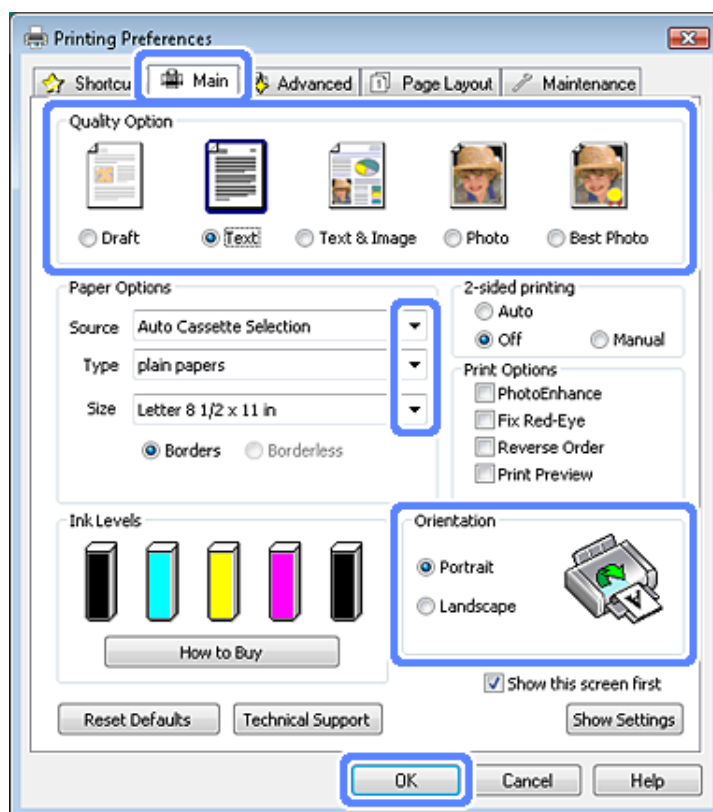 Printing Preferences
Shortcu Main Advanced 1 Page Layout Maintenance
Quality Option
Draft Text Text & Image Photo Best Photo
Paper Options
Source Auto Cassette Selection
Type plain papers
Size Letter 8 1/2 x 11 in
Borders Borderless
2-sided printing
Auto
Off Manual
Print Options
PhotoEnhance
Fix Red-Eye
Reverse Order
Print Preview
Ink Levels
How to Buy
Orientation
Portrait
Landscape
A
Show this screen first
Reset Defaults Technical Support Show Settings
OK Cancel Help